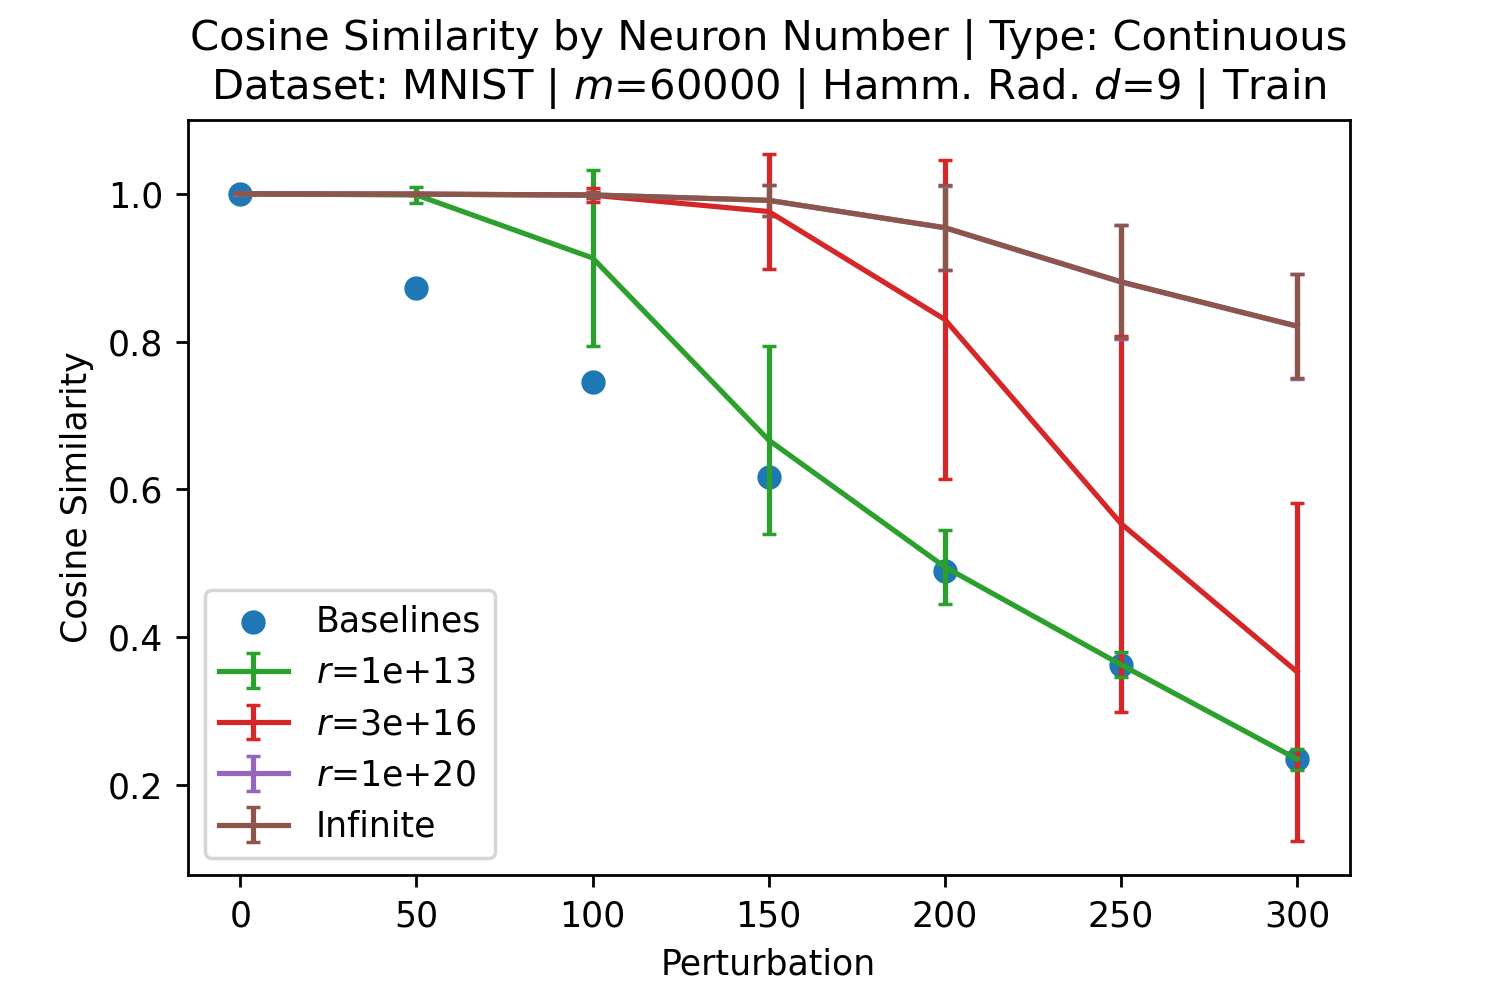 Cosine Similarity by Neuron Number | Type: Continuous
Dataset: MNIST | m=60000 | Hamm. Rad. d=9 | Train
Cosine Similarity
1.0
0.8
0.6
0.4
0.2
Baselines
r=1e+13
r=3e+16
r=1e+20
Infinite
0 50 100 150 200 250 300
Perturbation